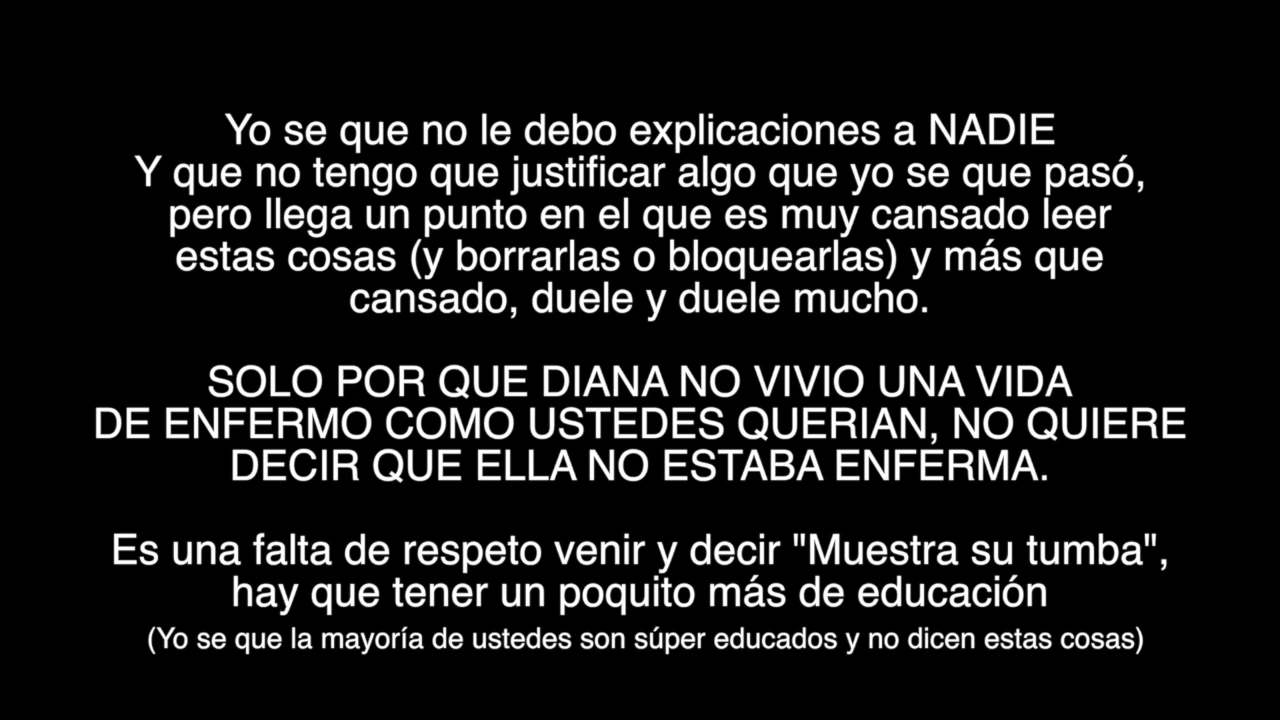 Yo se que no le debo explicaciones a NADIE
Y que no tengo que justificar algo que yo se que pasó,
pero llega un punto en el que es muy cansado leer
estas cosas (y borrarlas o bloquearlas) y más que
cansado, duele y duele mucho.
SOLO POR QUE DIANA NO VIVIO UNA VIDA
DE ENFERMO COMO USTEDES QUERIAN, NO QUIERE
DECIR QUE ELLA NO ESTABA ENFERMA.
Es una falta de respeto venir y decir "Muestra su tumba",
hay que tener un poquito más de educación
(Yo se que la mayoría de ustedes son súper educados y no dicen estas cosas)